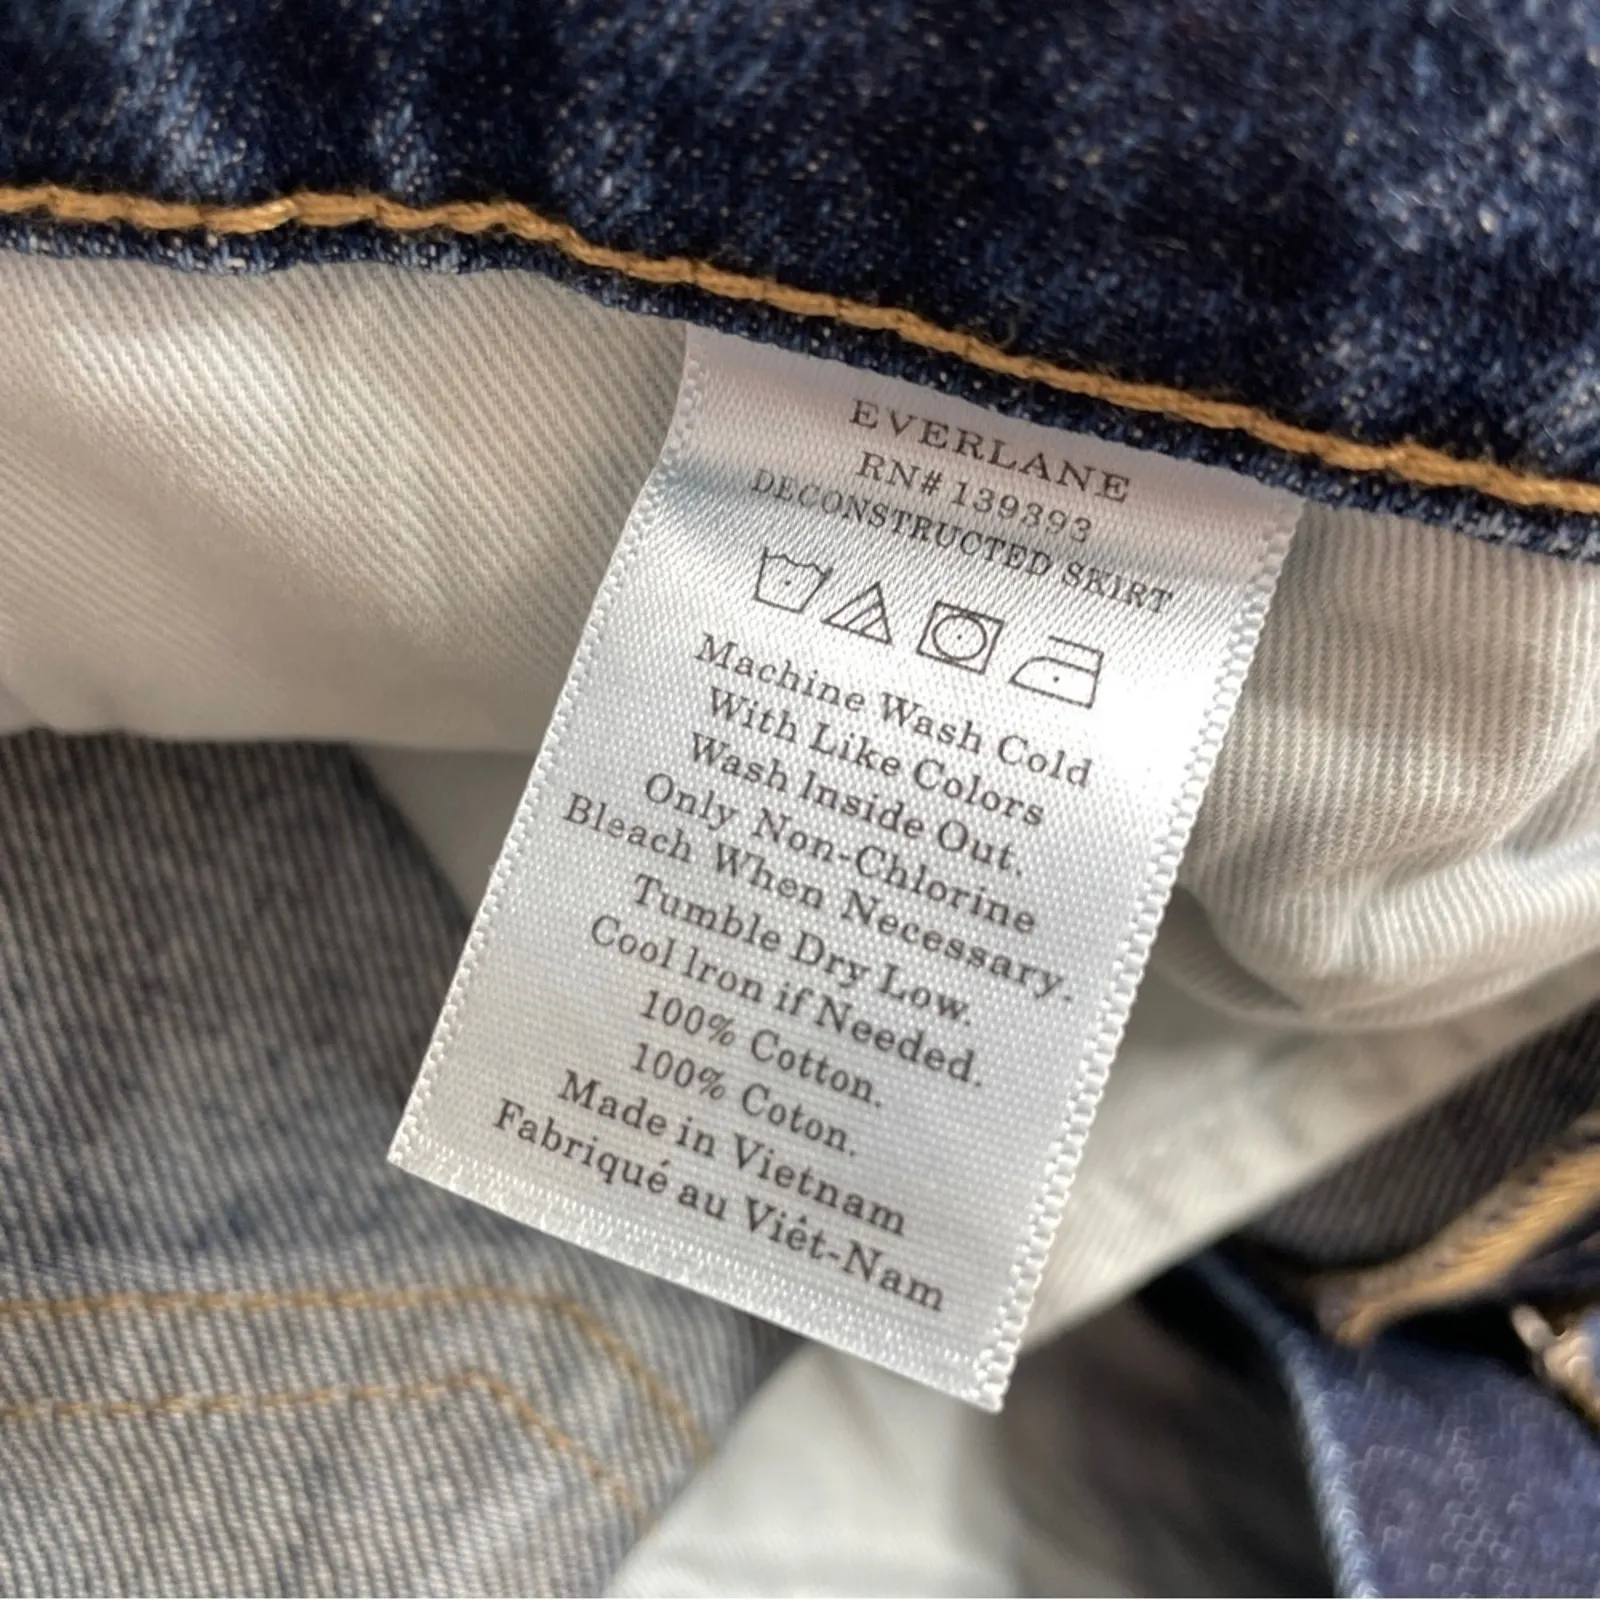 EVERLANE
RN# 139393
DECONSTRUCTED SKIRT
Machine Wash Cold
With Like Colors
Wash Inside Out.
Only Non-Chlorine
Bleach When Necessary.
Tumble Dry Low.
Cool Iron if Needed.
100% Cotton.
100% Coton.
Made in Vietnam
Fabriqué au Viêt-Nam